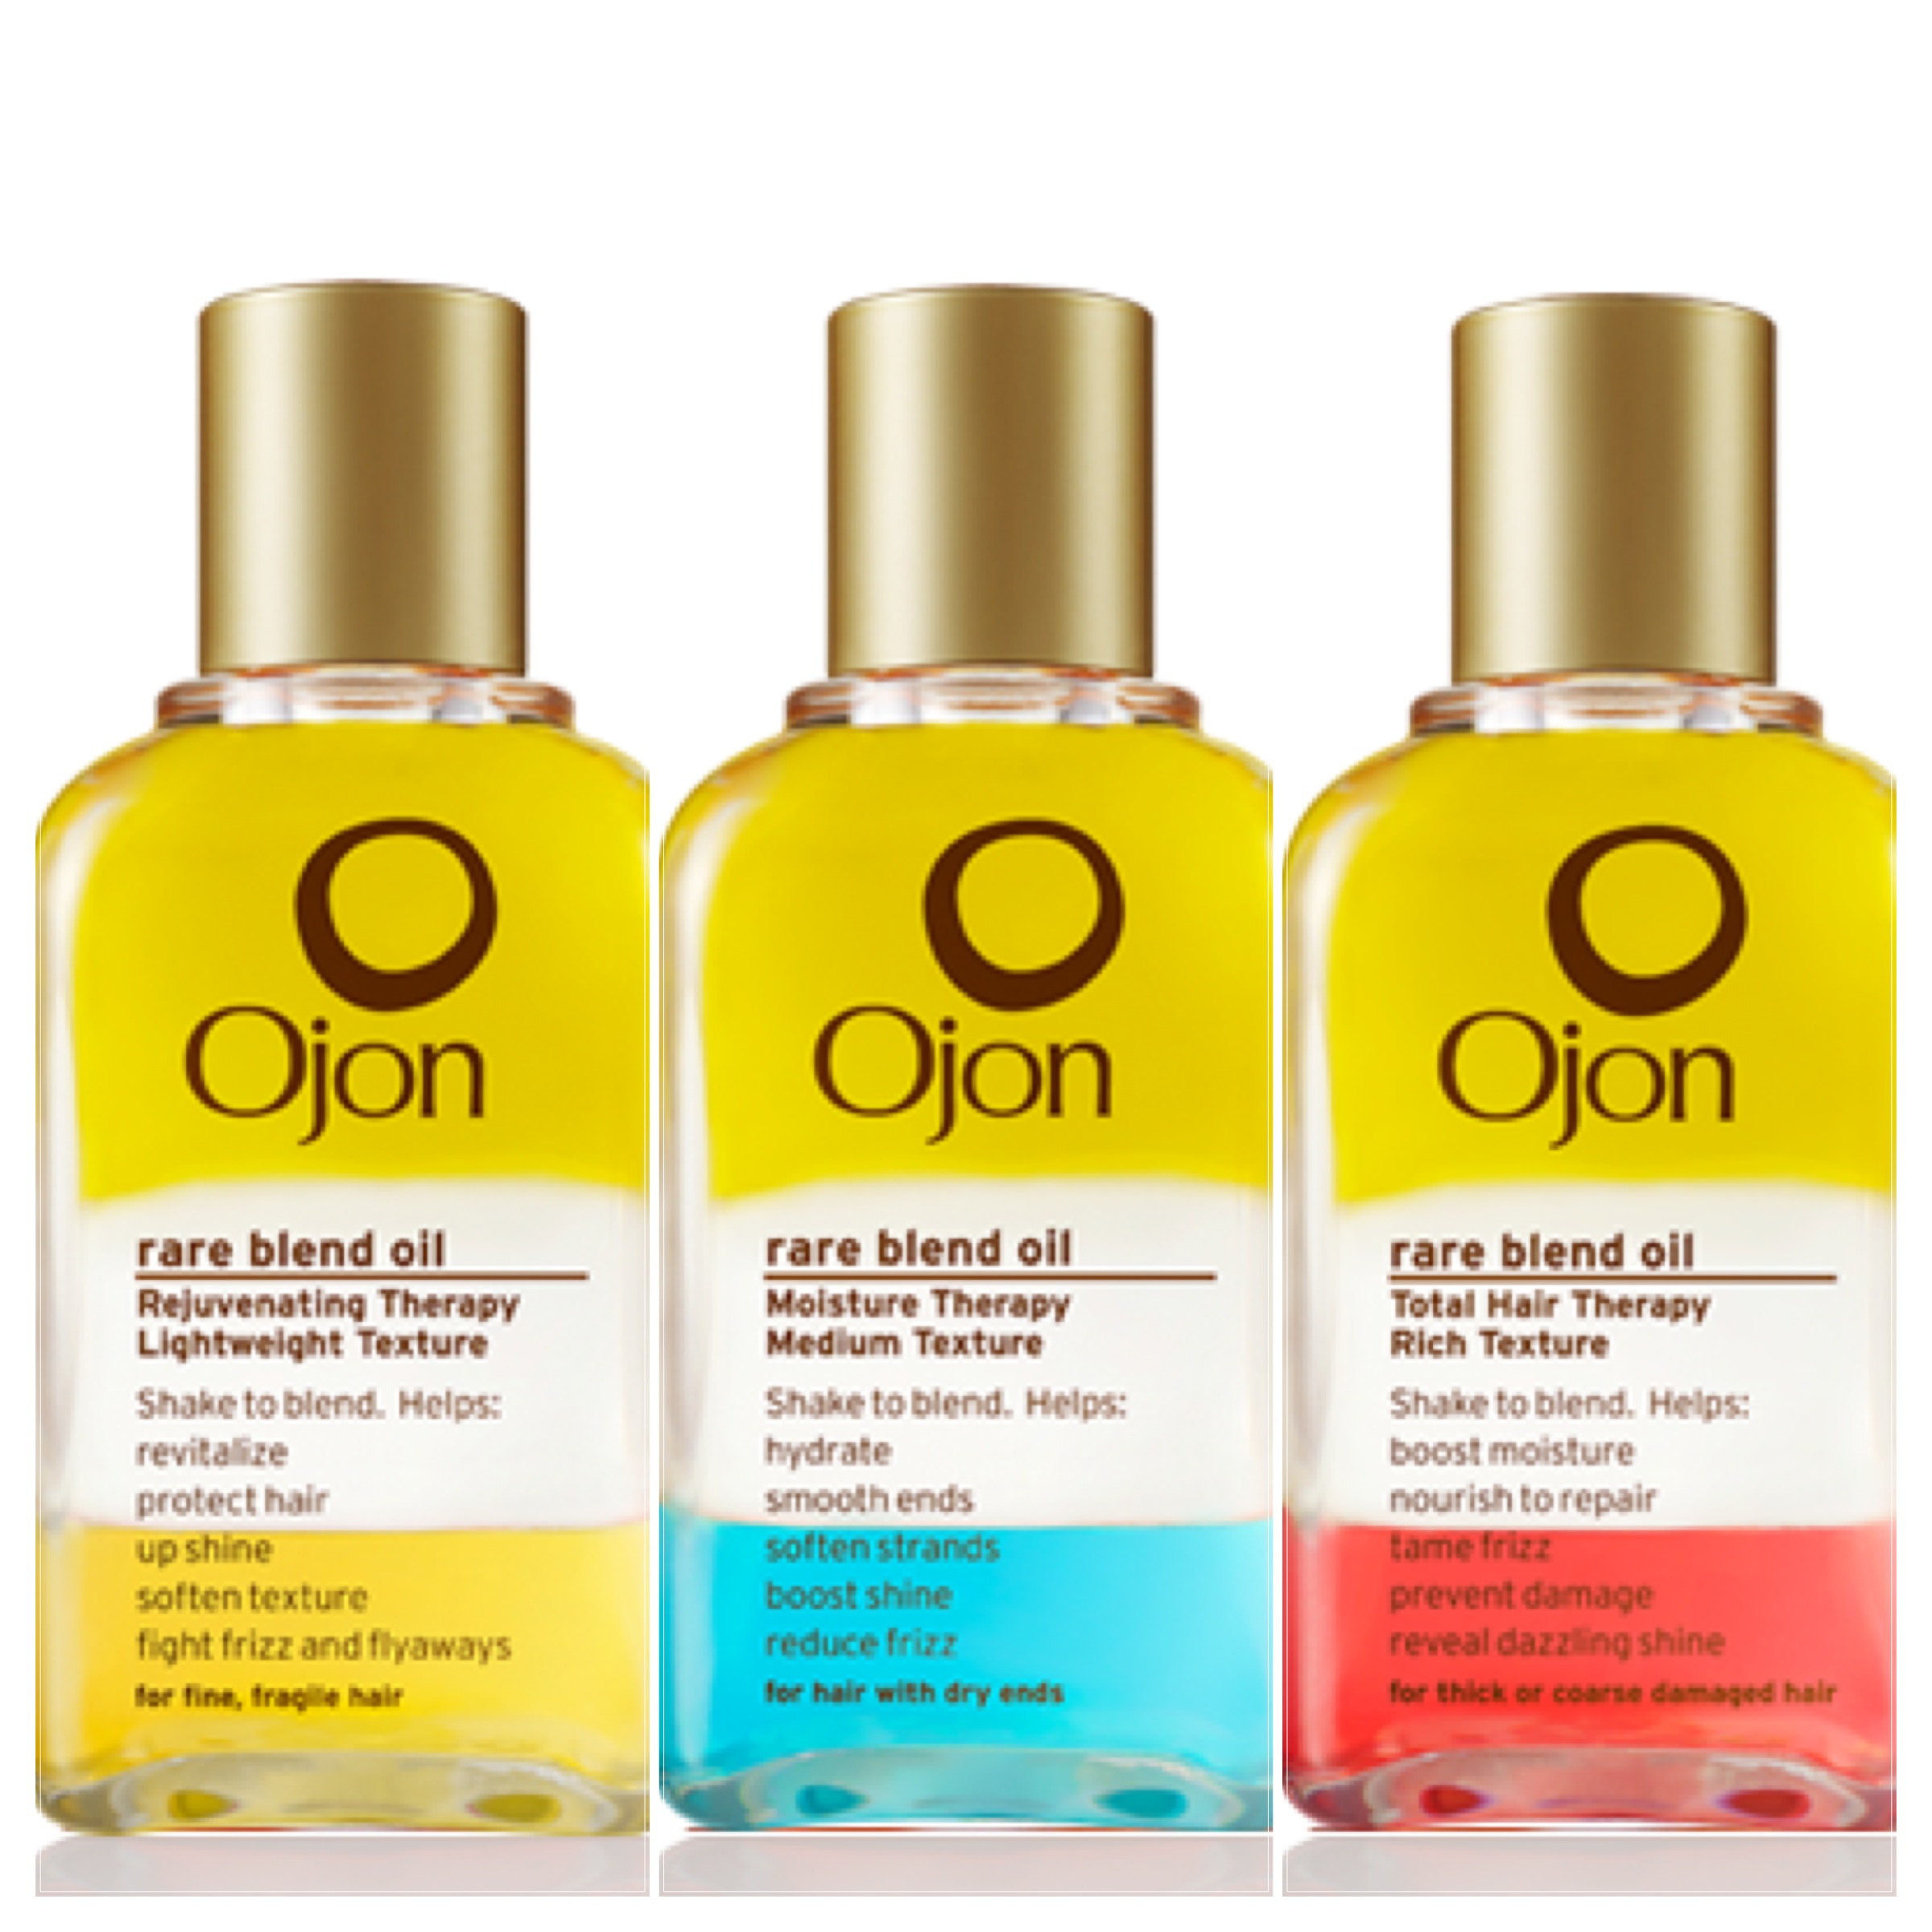 Ojon
rare blend oil
Rejuvenating Therapy
Lightweight Texture
Shake to blend. Helps:
revitalize
protect hair
up shine
soften texture
fight frizz and flyaways
for fine, fragile hair
Ojon
rare blend oil
Moisture Therapy
Medium Texture
Shake to blend. Helps:
hydrate
smooth ends
soften strands
boost shine
reduce frizz
for hair with dry ends
Ojon
rare blend oil
Total Hair Therapy
Rich Texture
Shake to blend. Helps:
boost moisture
nourish to repair
tame frizz
prevent damage
reveal dazzling shine
for thick or coarse damaged hair